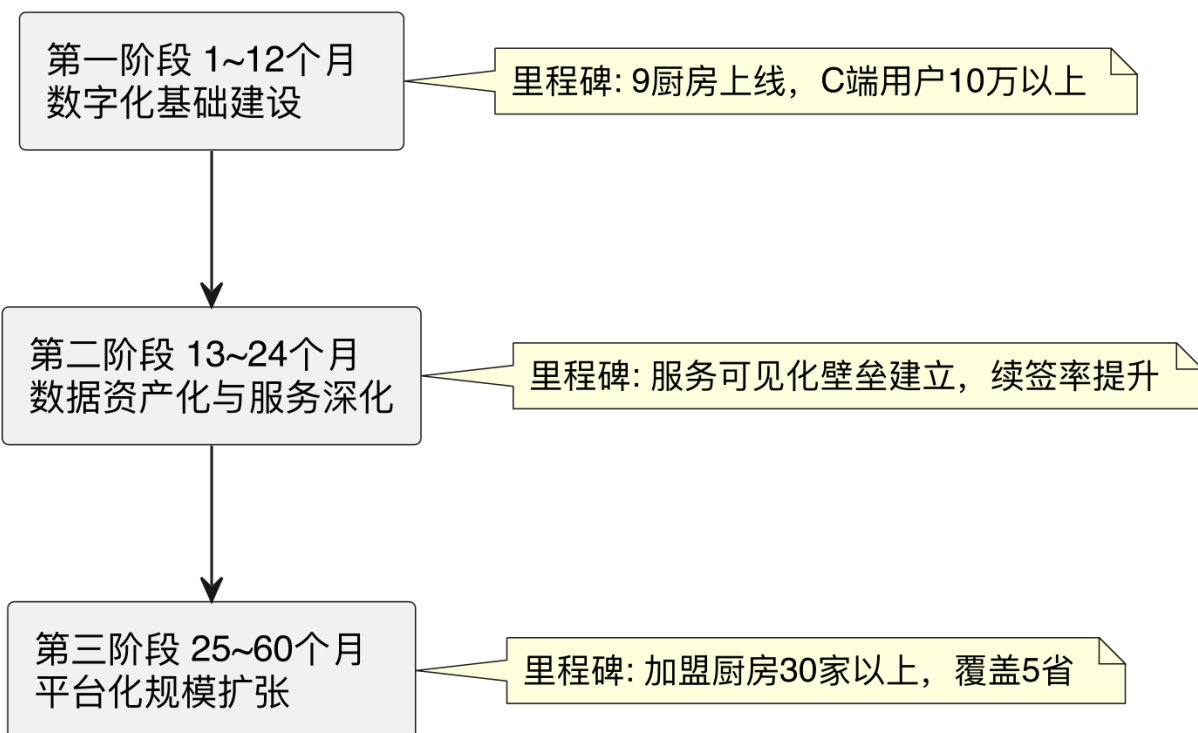 第一阶段 1~12个月
数字化基础建设
里程碑: 9厨房上线，C端用户10万以上
第二阶段 13~24个月
数据资产化与服务深化
里程碑: 服务可见化壁垒建立，续签率提升
第三阶段 25~60个月
平台化规模扩张
里程碑: 加盟厨房30家以上，覆盖5省